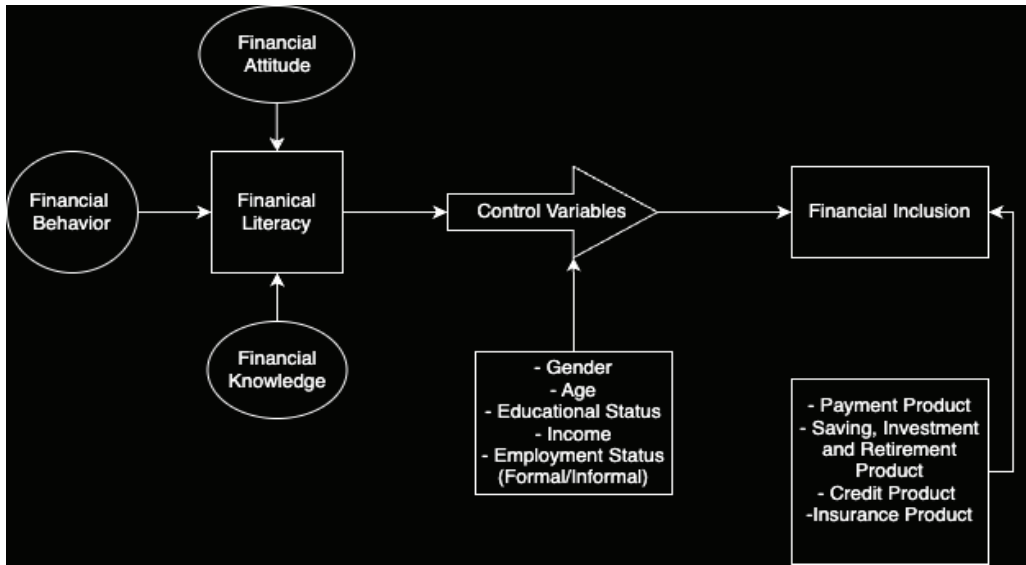 Financial
Attitude
Financial
Behavior
Finanical
Literacy
Control Variables
Financial Inclusion
Financial
Knowledge
- Gender
- Age
- Educational Status
- Income
- Employment Status
(Formal/Informal)
- Payment Product
- Saving, Investment
and Retirement
Product
- Credit Product
-Insurance Product